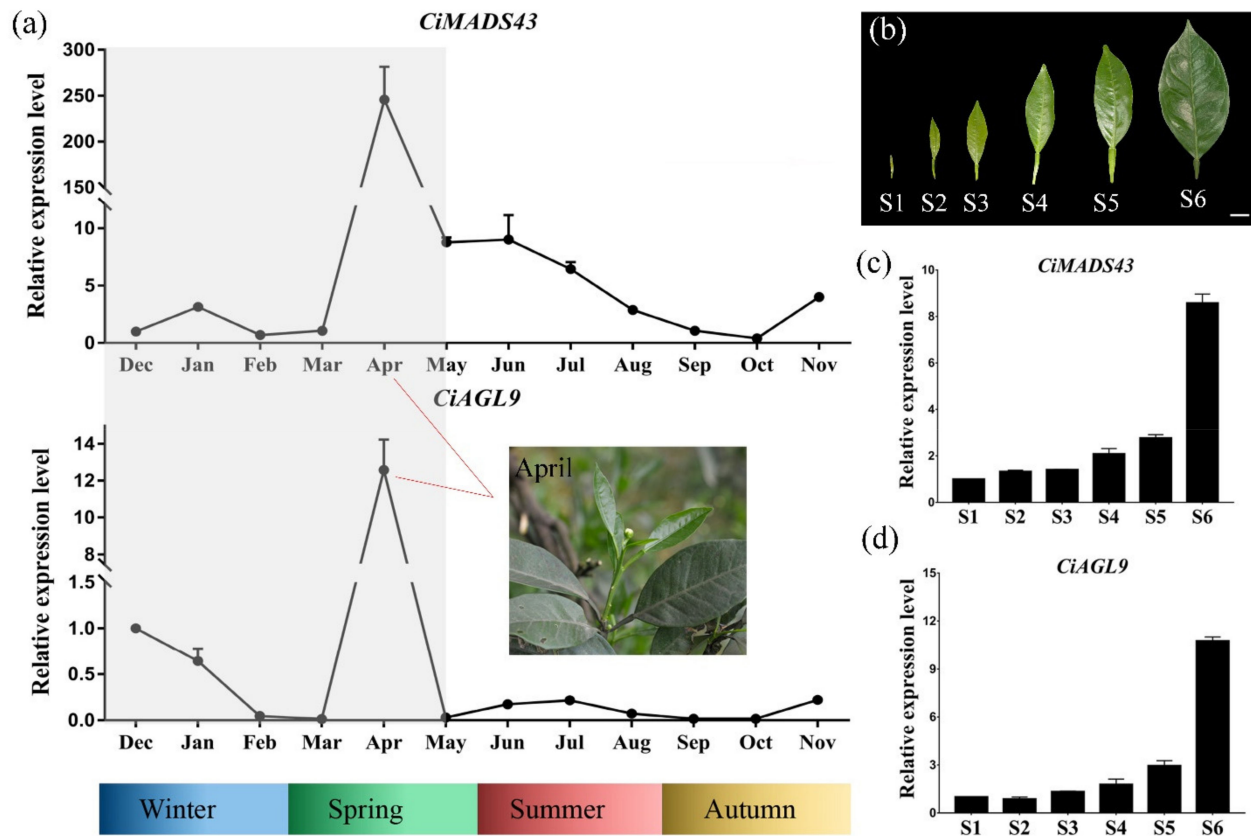 (a)
CiMADS43
Relative expression level
300
250
200
150
100
10
5
0
Dec Jan Feb Mar Apr May Jun Jul Aug Sep Oct Nov
CiAGL9
Relative expression level
14
12
10
8
1.5
1.0
0.5
0.0
April
Dec Jan Feb Mar Apr May Jun Jul Aug Sep Oct Nov
Winter Spring Summer Autumn
(b)
S1 S2 S3 S4 S5 S6
(c)
CiMADS43
Relative expression level
10
8
6
4
2
0
S1 S2 S3 S4 S5 S6
(d)
CiAGL9
Relative expression level
15
12
9
6
3
0
S1 S2 S3 S4 S5 S6